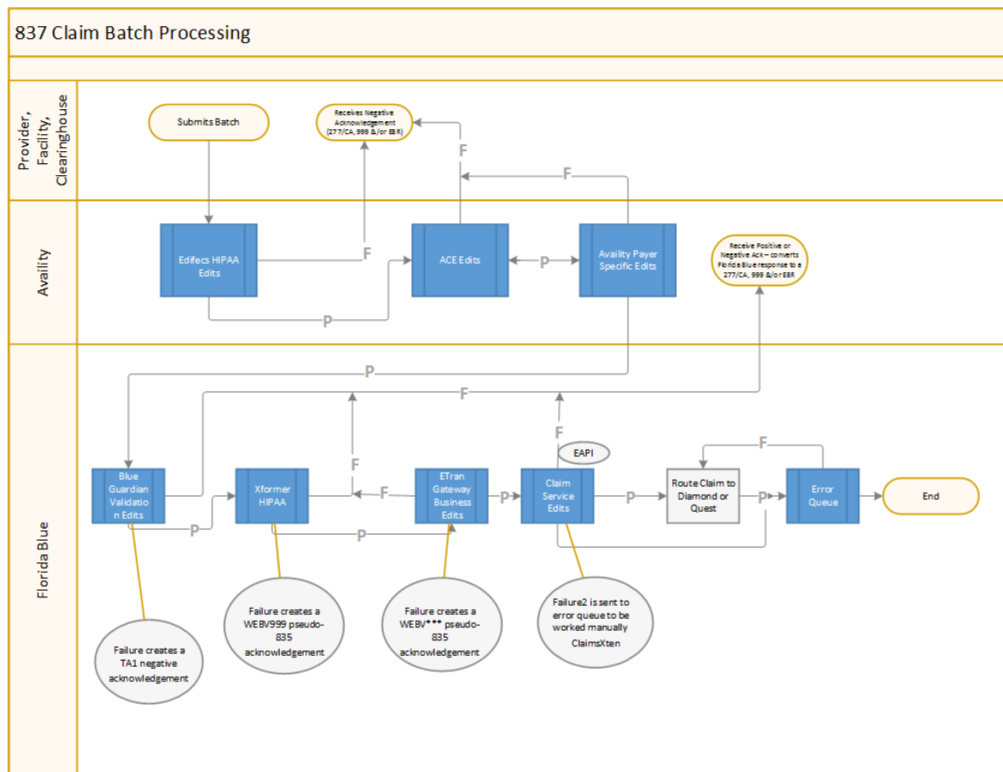 837 Claim Batch Processing
Provider,
Facility,
Clearinghouse
Submits Batch
Receives Negative
Acknowledgement
(277/CA, 999 &/or EBR)
F
F
F
Availity
Edifecs HIPAA
Edits
ACE Edits
P
Availity Payer
Specific Edits
Receive Positive or
Negative Ack – converts
Florida Blue response to a
277/CA, 999 &/or EBR
P
Florida Blue
P
F
F
F
F
EAPI
F
Blue
Guardian
Validatio
n Edits
Xformer
HIPAA
ETran
Gateway
Business
Edits
P
Claim
Service
Edits
P
Route Claim to
Diamond or
Quest
P
Error
Queue
End
P
P
P
Failure creates a
TA1 negative
acknowledgement
Failure creates a
WEBV999 pseudo-
835
acknowledgement
Failure creates a
WEBV*** pseudo-
835
acknowledgement
Failure2 is sent to
error queue to be
worked manually
ClaimsXten